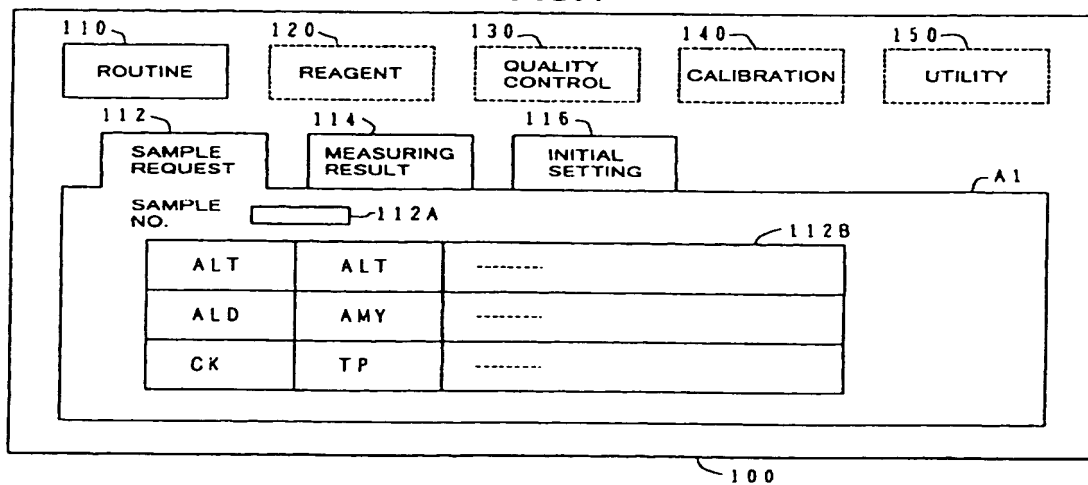 110 120 130 140 150
ROUTINE REAGENT QUALITY CONTROL CALIBRATION UTILITY
112 114 116
SAMPLE REQUEST MEASURING RESULT INITIAL SETTING
A1
SAMPLE NO. 112A
112B
ALT ALT --------
ALD AMY --------
CK TP --------
100